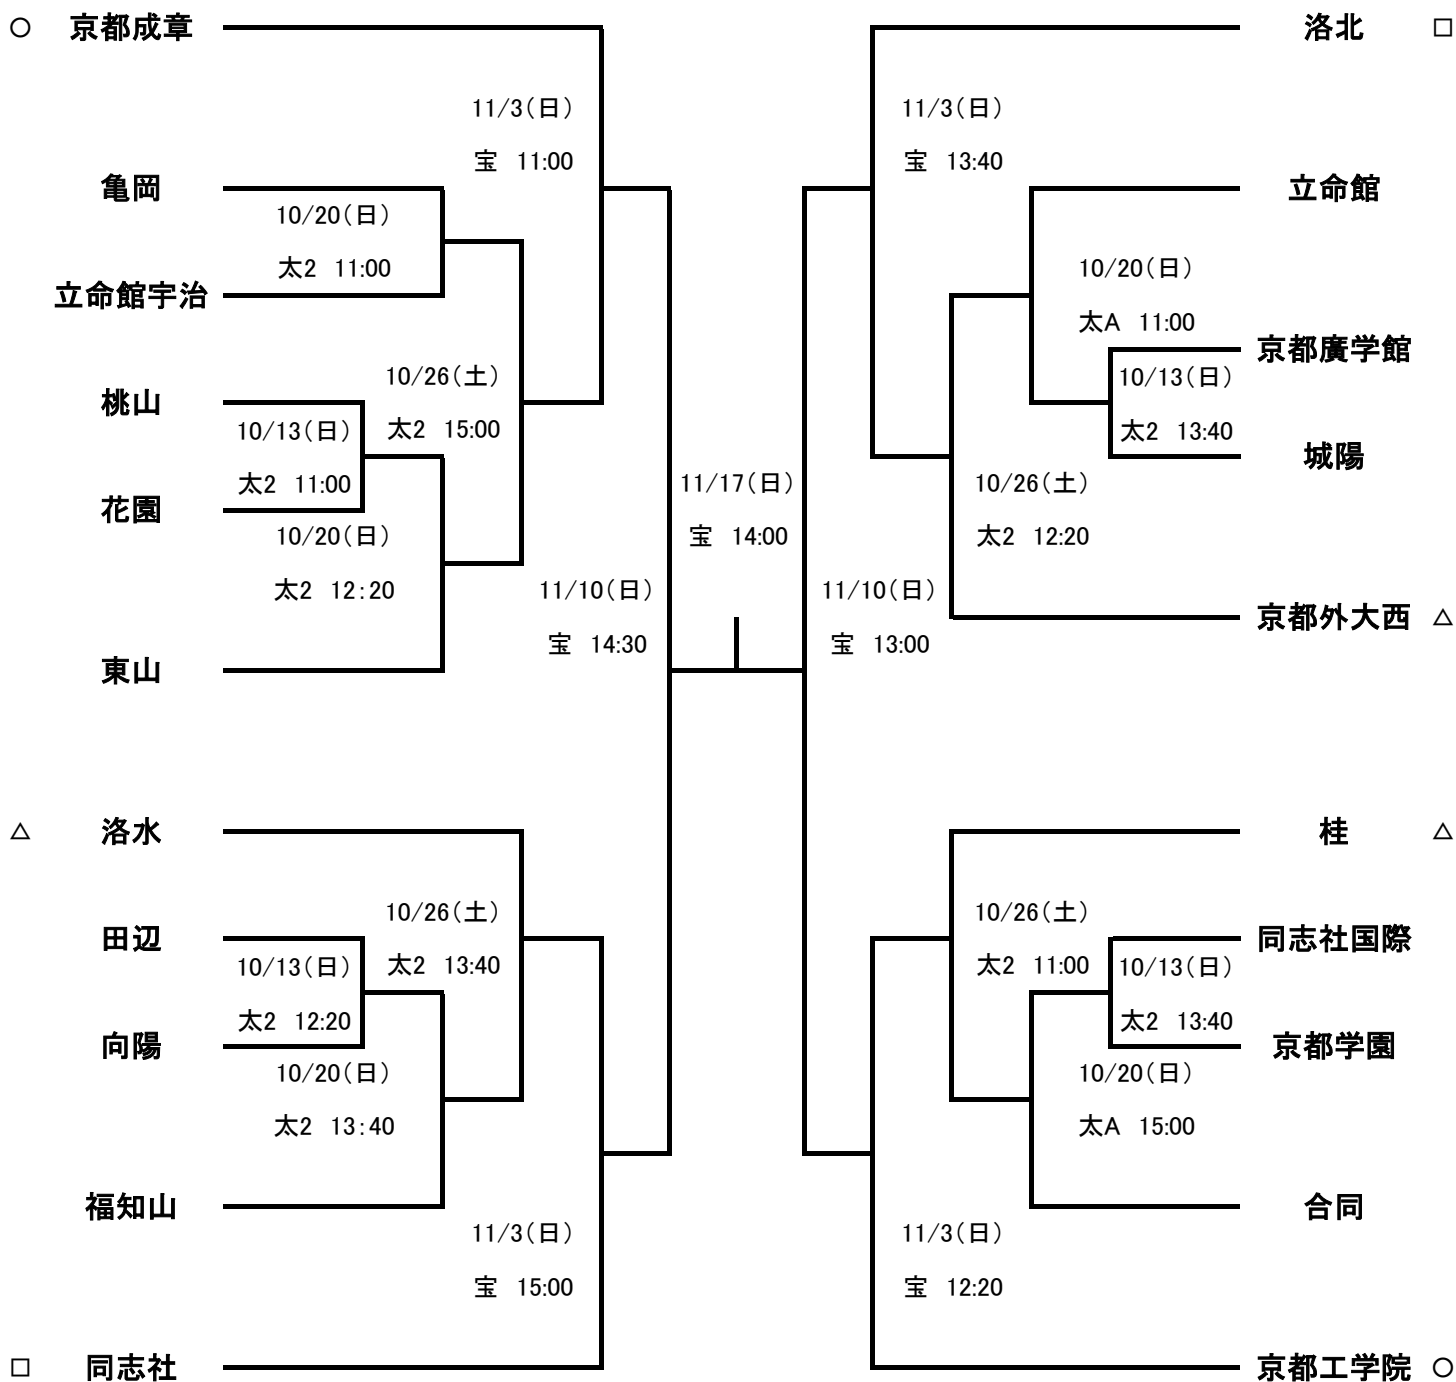 ○ 京都成章
11/3(日)
宝 11:00
亀岡
10/20(日)
太2 11:00
立命館宇治
10/26(土)
太2 15:00
桃山
10/13(日)
太2 11:00
花園
10/20(日)
太2 12:20
東山
11/10(日)
宝 14:30
△ 洛水
10/26(土)
太2 13:40
田辺
10/13(日)
太2 12:20
向陽
10/20(日)
太2 13:40
福知山
11/3(日)
宝 15:00
□ 同志社
11/17(日)
宝 14:00
洛北 □
11/3(日)
宝 13:40
立命館
10/20(日)
太A 11:00
京都廣学館
10/13(日)
太2 13:40
城陽
10/26(土)
太2 12:20
京都外大西 △
11/10(日)
宝 13:00
桂 △
10/26(土)
太2 11:00
同志社国際
10/13(日)
太2 13:40
京都学園
10/20(日)
太A 15:00
合同
11/3(日)
宝 12:20
京都工学院 ○